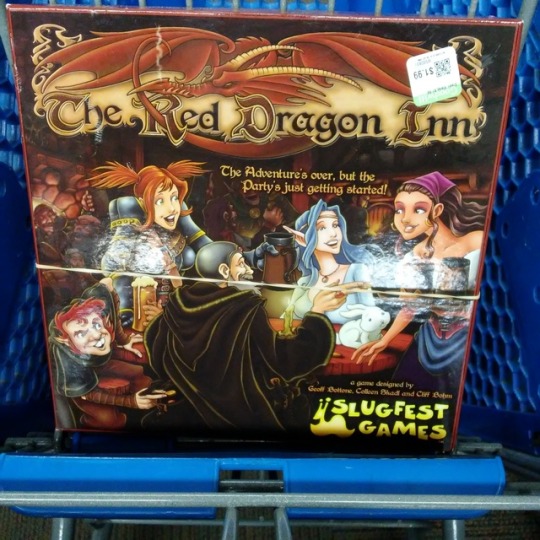 The Red Dragon Inn
$1.99
The Adventure's over, but the
Party's just getting started!
a game designed by
Geoff Bottone, Colleen Skadl and Cliff Bohm
SLUGFEST
GAMES